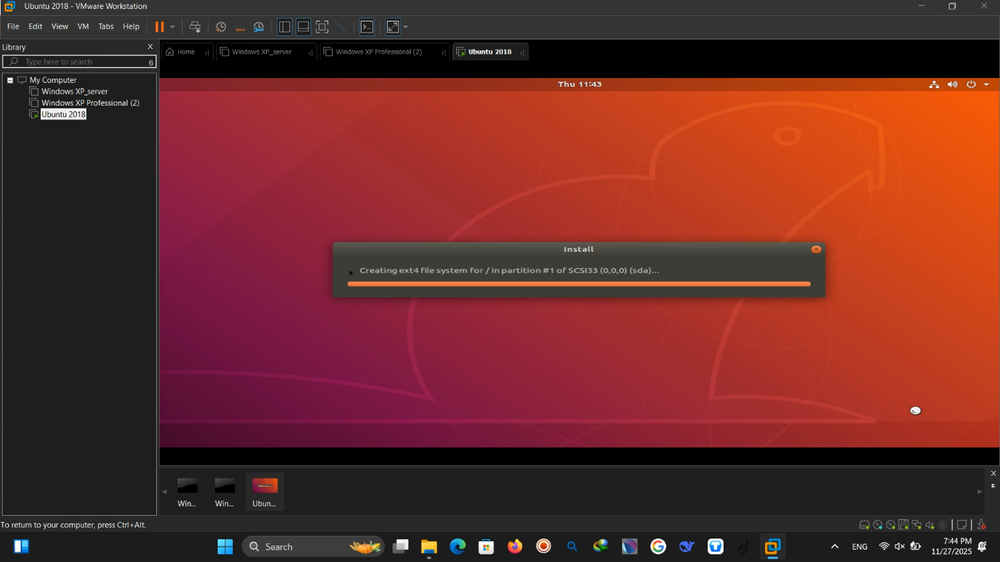 Ubuntu 2018 - VMware Workstation
File Edit View VM Tabs Help
Library
Type here to search
My Computer
Windows XP_server
Windows XP Professional (2)
Ubuntu 2018
Home
Windows XP_server
Windows XP Professional (2)
Ubuntu 2018
Thu 11:43
Install
Creating ext4 file system for / in partition #1 of SCSI33 (0,0,0) (sda)...
Win...
Win...
Ubun...
To return to your computer, press Ctrl+Alt.
Search
ENG
7:44 PM
11/27/2025